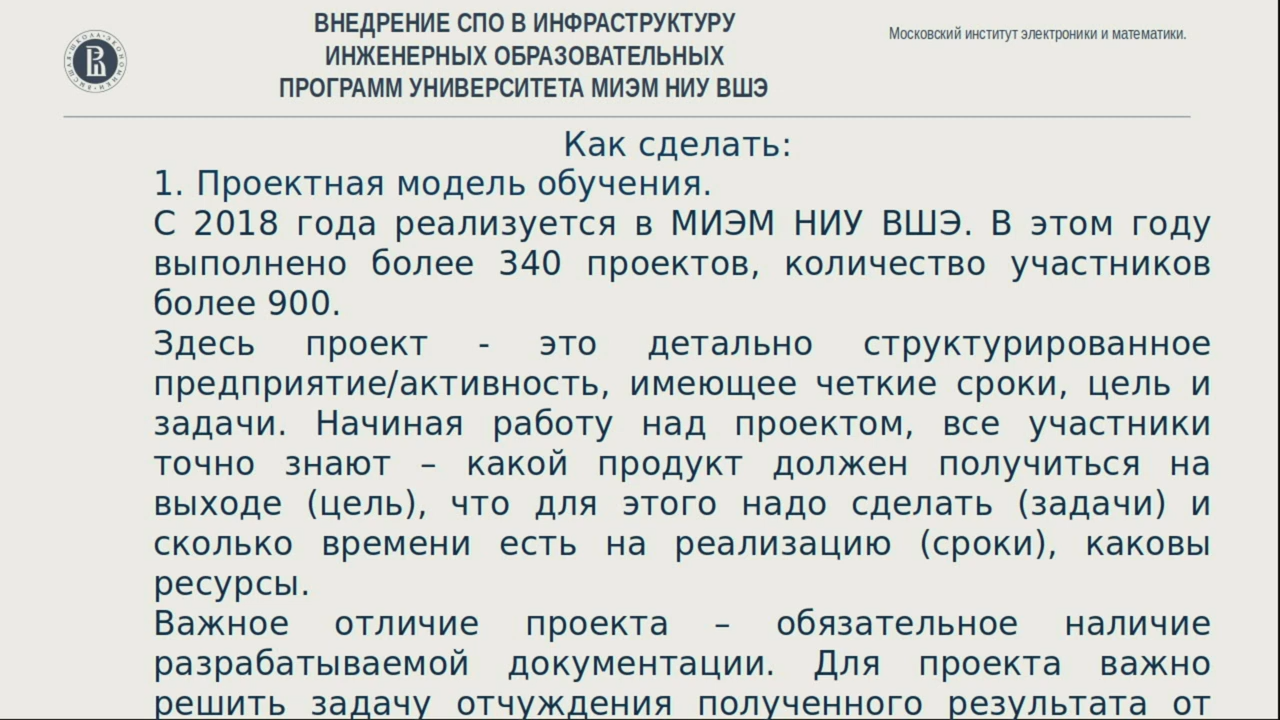 ВНЕДРЕНИЕ СПО В ИНФРАСТРУКТУРУ
ИНЖЕНЕРНЫХ ОБРАЗОВАТЕЛЬНЫХ
ПРОГРАММ УНИВЕРСИТЕТА МИЭМ НИУ ВШЭ
Московский институт электроники и математики.
Как сделать:
1. Проектная модель обучения.
С 2018 года реализуется в МИЭМ НИУ ВШЭ. В этом году
выполнено более 340 проектов, количество участников
более 900.
Здесь проект - это детально структурированное
предприятие/активность, имеющее четкие сроки, цель и
задачи. Начиная работу над проектом, все участники
точно знают – какой продукт должен получиться на
выходе (цель), что для этого надо сделать (задачи) и
сколько времени есть на реализацию (сроки), каковы
ресурсы.
Важное отличие проекта – обязательное наличие
разрабатываемой документации. Для проекта важно
решить задачу отчуждения полученного результата от